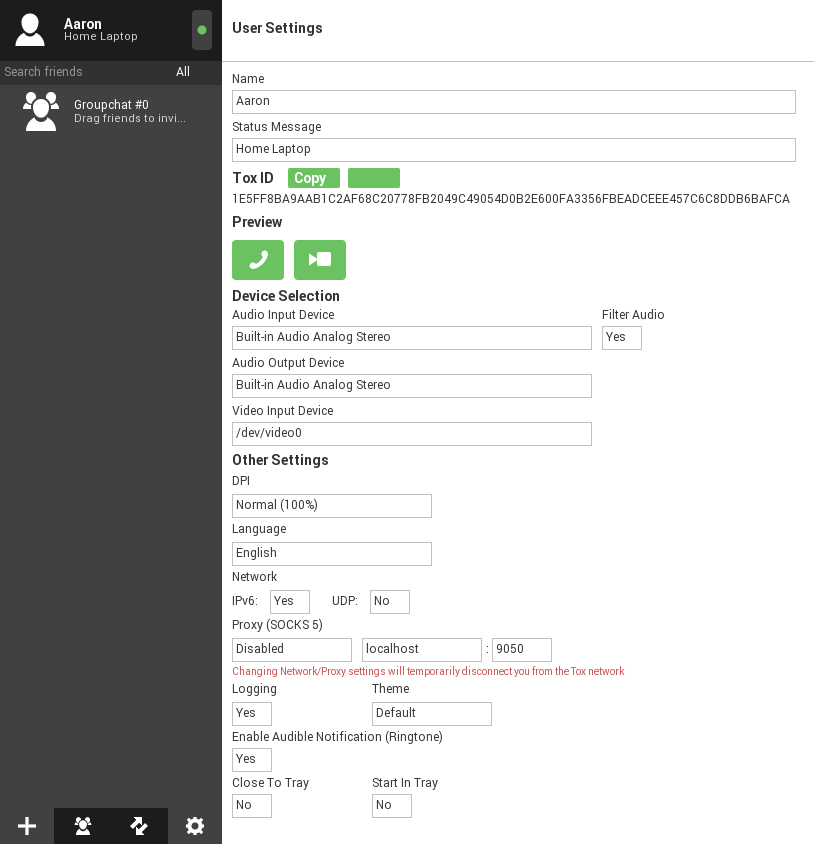 Aaron
Home Laptop
Search friends All
Groupchat #0
Drag friends to invi...
User Settings
Name
Aaron
Status Message
Home Laptop
Tox ID Copy
1E5FF8BA9AAB1C2AF68C20778FB2049C49054D0B2E600FA3356FBEADCEEE457C6C8DDB6BAFCA
Preview
Device Selection
Audio Input Device Filter Audio
Built-in Audio Analog Stereo Yes
Audio Output Device
Built-in Audio Analog Stereo
Video Input Device
/dev/video0
Other Settings
DPI
Normal (100%)
Language
English
Network
IPv6: Yes UDP: No
Proxy (SOCKS 5)
Disabled localhost : 9050
Changing Network/Proxy settings will temporarily disconnect you from the Tox network
Logging Theme
Yes Default
Enable Audible Notification (Ringtone)
Yes
Close To Tray Start In Tray
No No